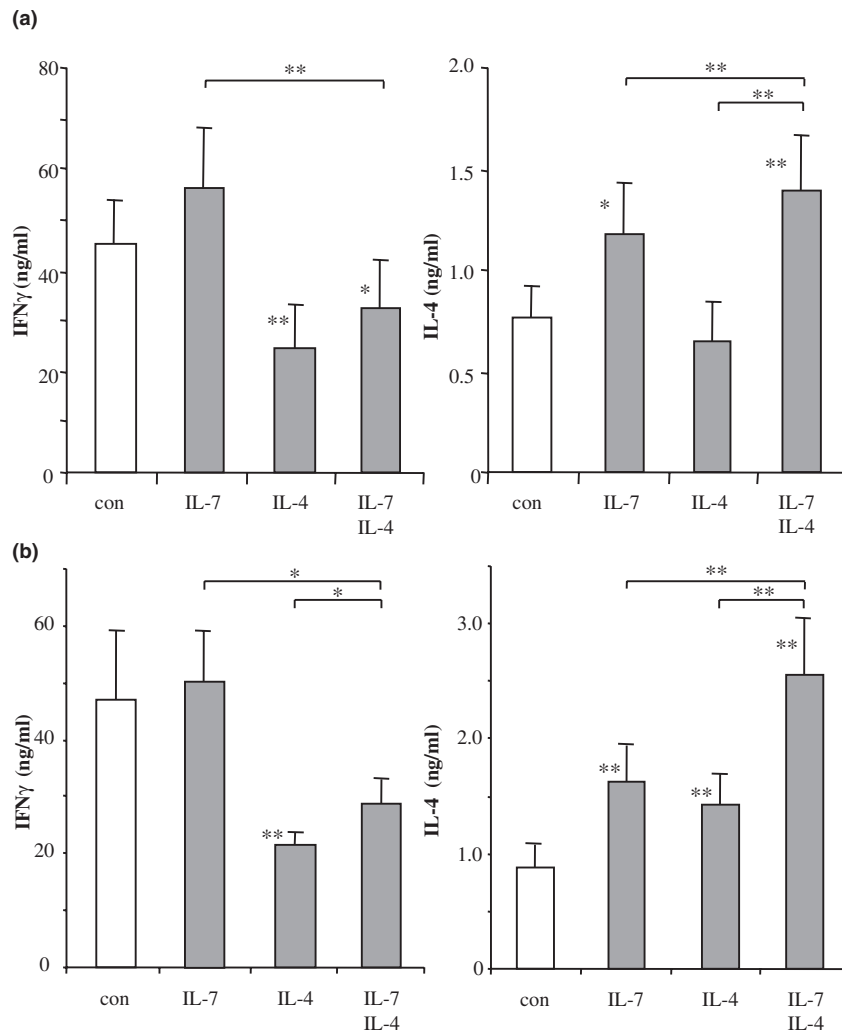 (a)
80
60
40
20
0
IFNγ (ng/ml)
**
**
*
con IL-7 IL-4 IL-7
IL-4
2.0
1.5
1.0
0.5
0
IL-4 (ng/ml)
**
**
*
**
con IL-7 IL-4 IL-7
IL-4
(b)
60
40
20
0
IFNγ (ng/ml)
*
*
**
con IL-7 IL-4 IL-7
IL-4
3.0
2.0
1.0
0
IL-4 (ng/ml)
**
**
**
**
**
con IL-7 IL-4 IL-7
IL-4